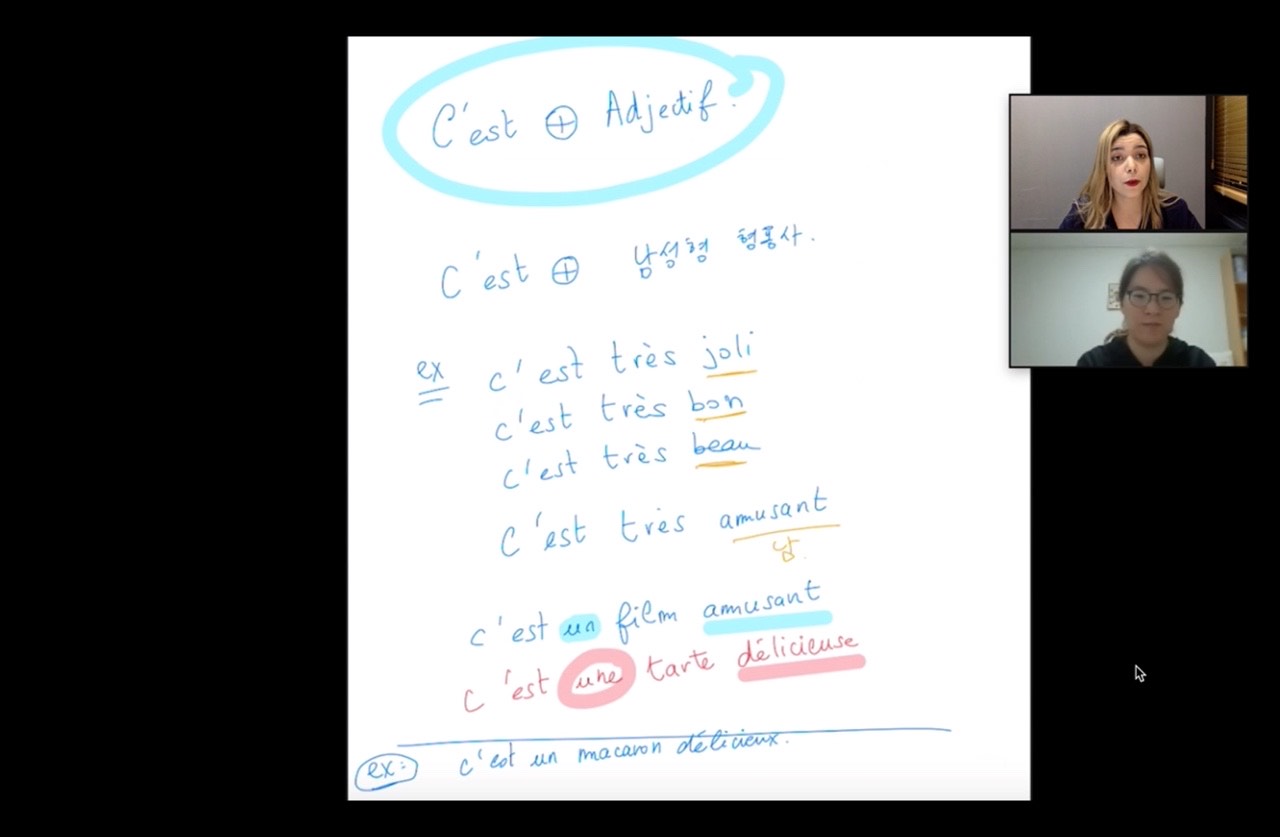 C'est ⊕ Adjectif.
C'est ⊕ 남성형 형용사.
ex c'est très joli
c'est très bon
c'est très beau
C'est très amusant
남.
c'est un film amusant
c'est une tarte délicieuse
ex: c'est un macaron délicieux.